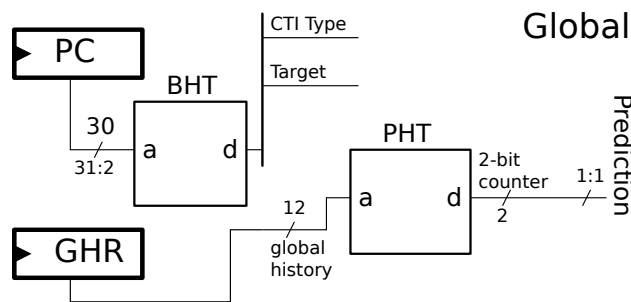 Global
CTI Type
PC
Target
BHT
30
31:2
a
d
PHT
Prediction
2-bit
counter
1:1
a
d
2
12
global
history
GHR